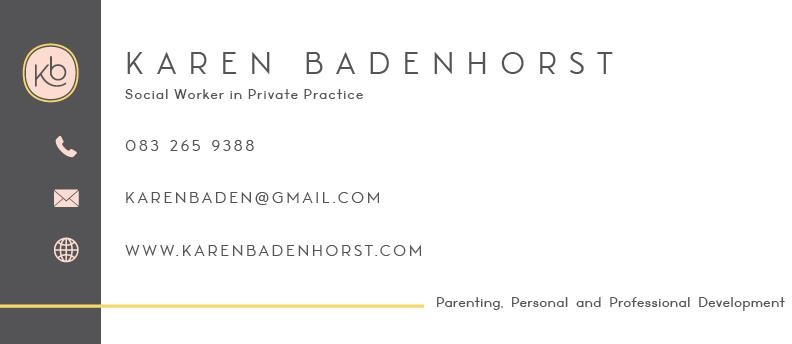 kb
KAREN BADENHORST
Social Worker in Private Practice
083 265 9388
KARENBADEN@GMAIL.COM
WWW.KARENBADENHORST.COM
Parenting, Personal and Professional Development